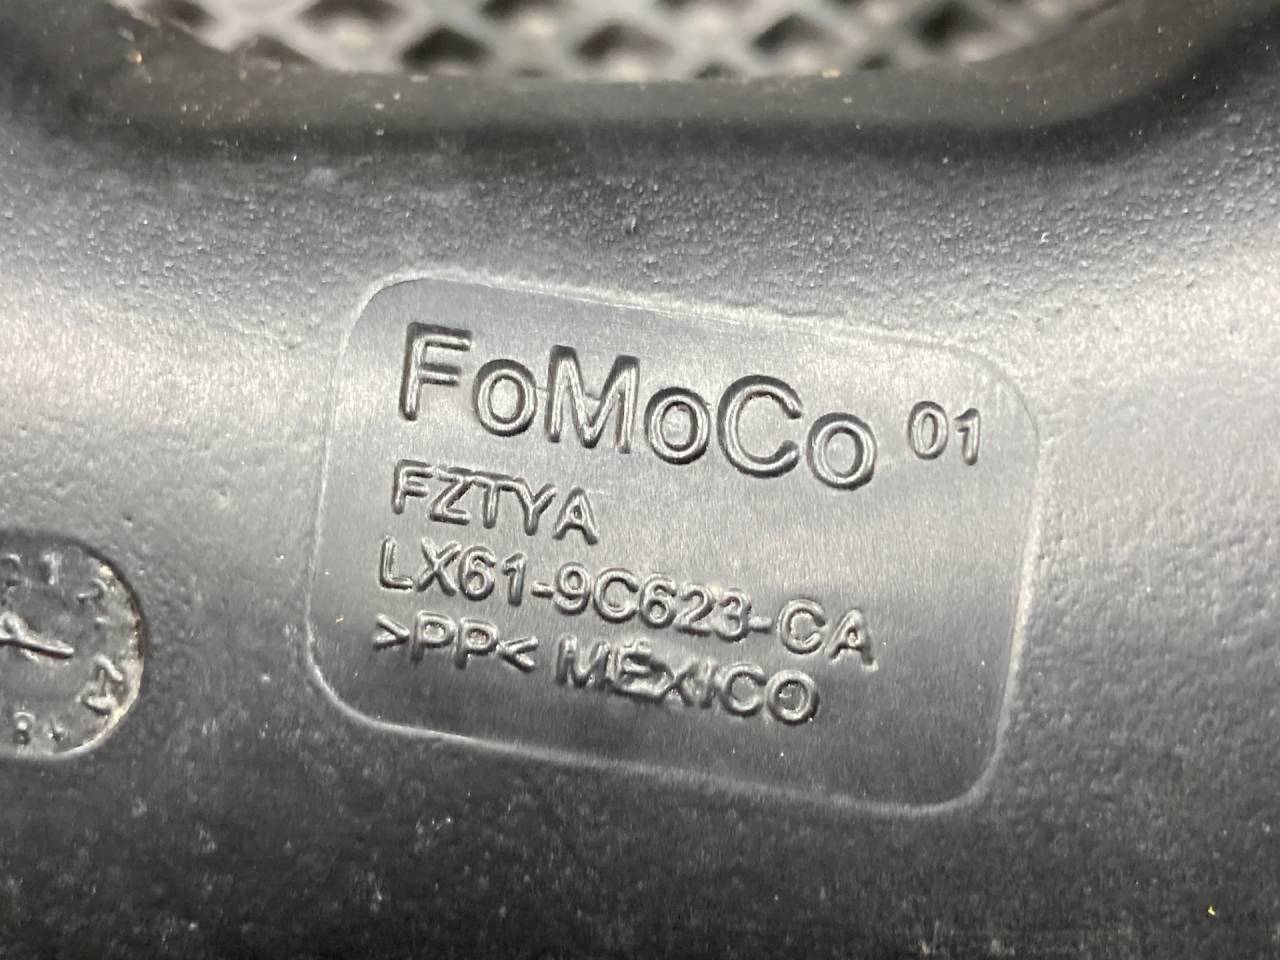 FoMoCo 01
FZTYA
LX61-9C623-CA
>PP< MÉXICO